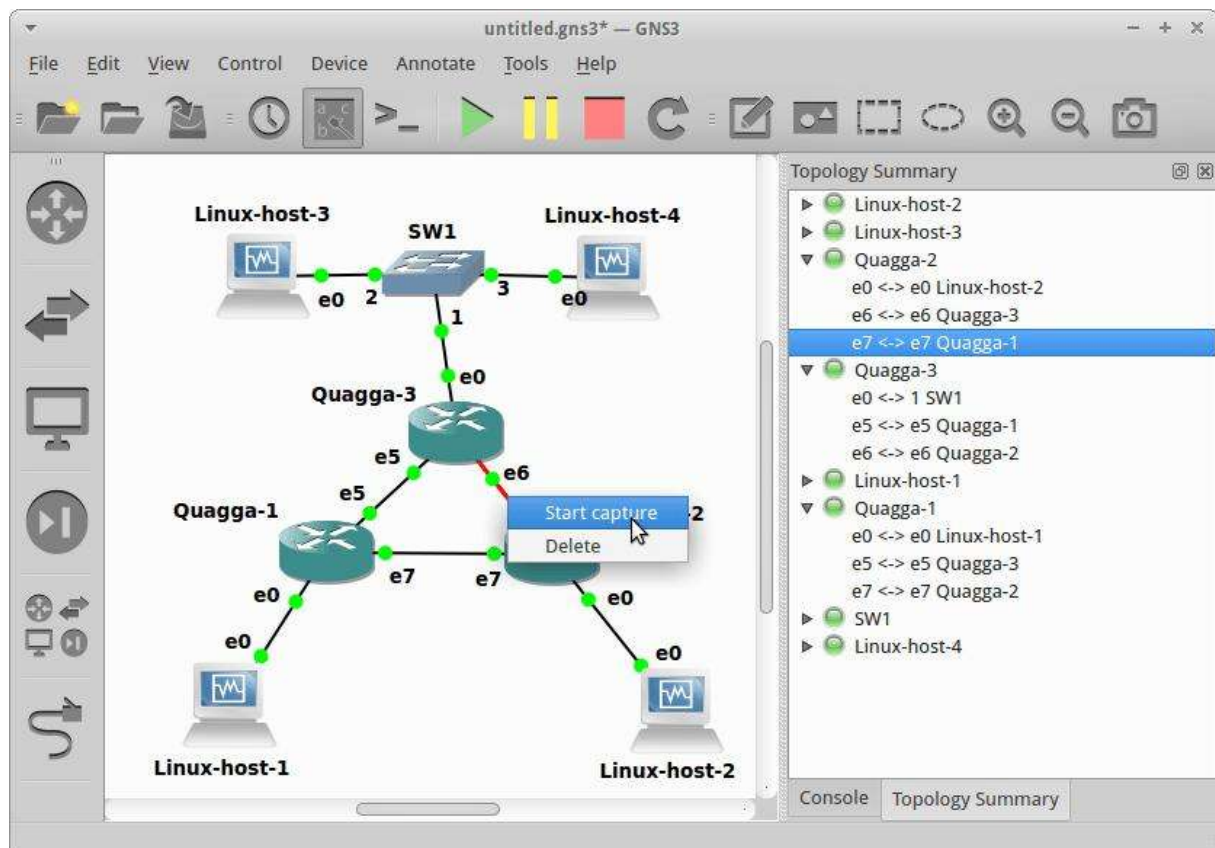 untitled.gns3* — GNS3
File Edit View Control Device Annotate Tools Help
Linux-host-3
Linux-host-4
SW1
e0
2
3
e0
1
e0
Quagga-3
e5
e6
e5
Quagga-1
Start capture
-2
Delete
e7
e7
e0
e0
e0
e0
Linux-host-1
Linux-host-2
Topology Summary
Linux-host-2
Linux-host-3
Quagga-2
e0 <-> e0 Linux-host-2
e6 <-> e6 Quagga-3
e7 <-> e7 Quagga-1
Quagga-3
e0 <-> 1 SW1
e5 <-> e5 Quagga-1
e6 <-> e6 Quagga-2
Linux-host-1
Quagga-1
e0 <-> e0 Linux-host-1
e5 <-> e5 Quagga-3
e7 <-> e7 Quagga-2
SW1
Linux-host-4
Console
Topology Summary